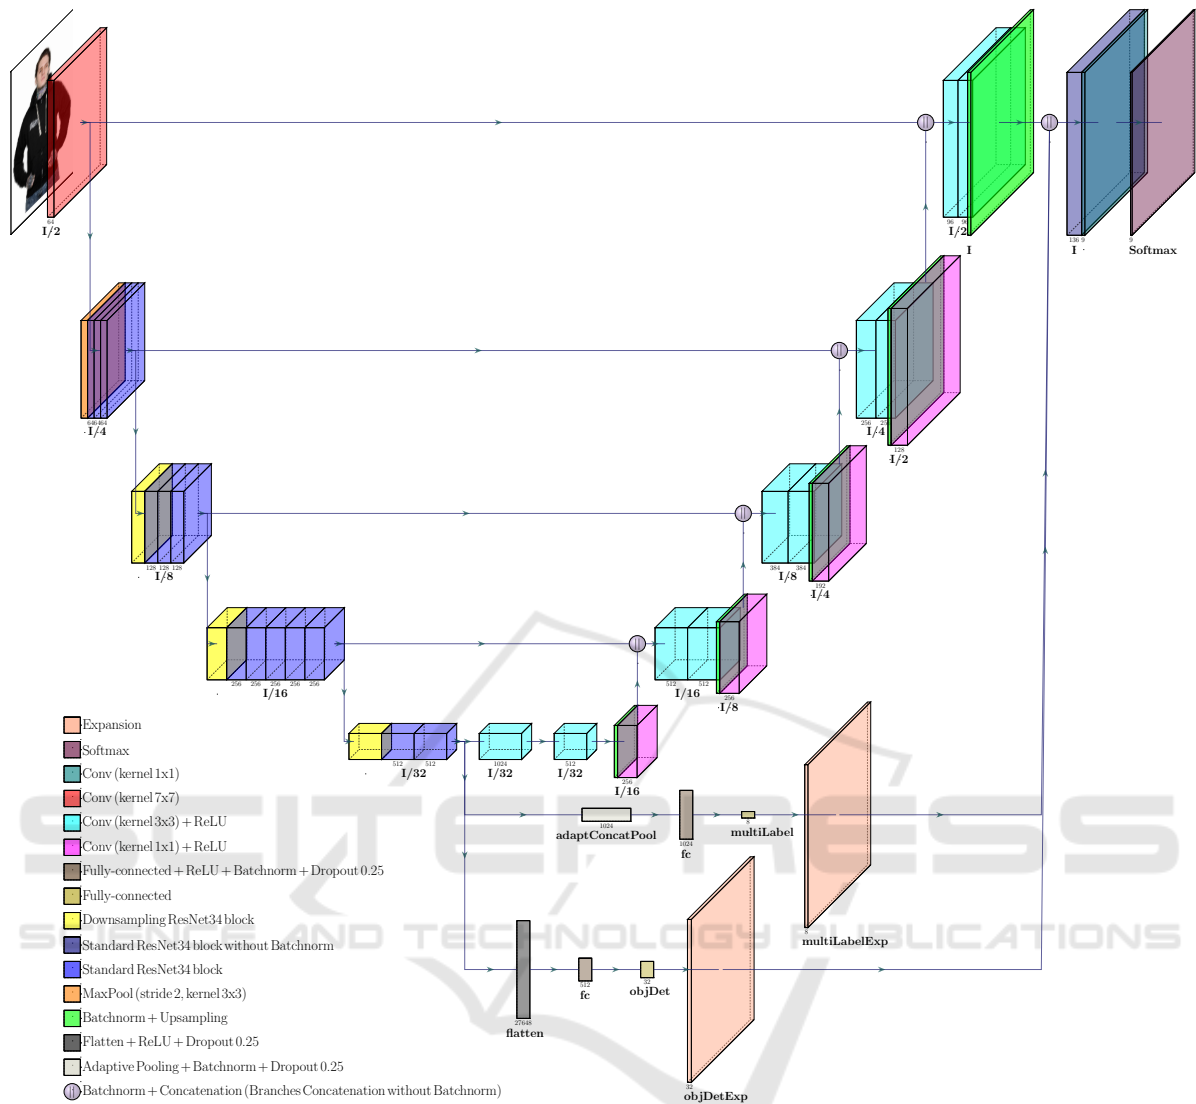 64
I/2
96 96
I/2
I
136 9
I
9
Softmax
64 64 64
I/4
256
I/4
128
I/2
128 128 128
I/8
384 384
I/8
192
I/4
256 256 256 256 256
I/16
512 512
I/16
256
I/8
512 512
I/32
1024
I/32
512
I/32
256
I/16
1024
adaptConcatPool
1024
fc
8
multiLabel
8
multiLabelExp
27648
flatten
512
fc
32
objDet
32
objDetExp
Expansion
Softmax
Conv (kernel 1x1)
Conv (kernel 7x7)
Conv (kernel 3x3) + ReLU
Conv (kernel 1x1) + ReLU
Fully-connected + ReLU + Batchnorm + Dropout 0.25
Fully-connected
Downsampling ResNet34 block
Standard ResNet34 block without Batchnorm
Standard ResNet34 block
MaxPool (stride 2, kernel 3x3)
Batchnorm + Upsampling
Flatten + ReLU + Dropout 0.25
Adaptive Pooling + Batchnorm + Dropout 0.25
Batchnorm + Concatenation (Branches Concatenation without Batchnorm)
SCITEPRESS
SCIENCE AND TECHNOLOGY PUBLICATIONS